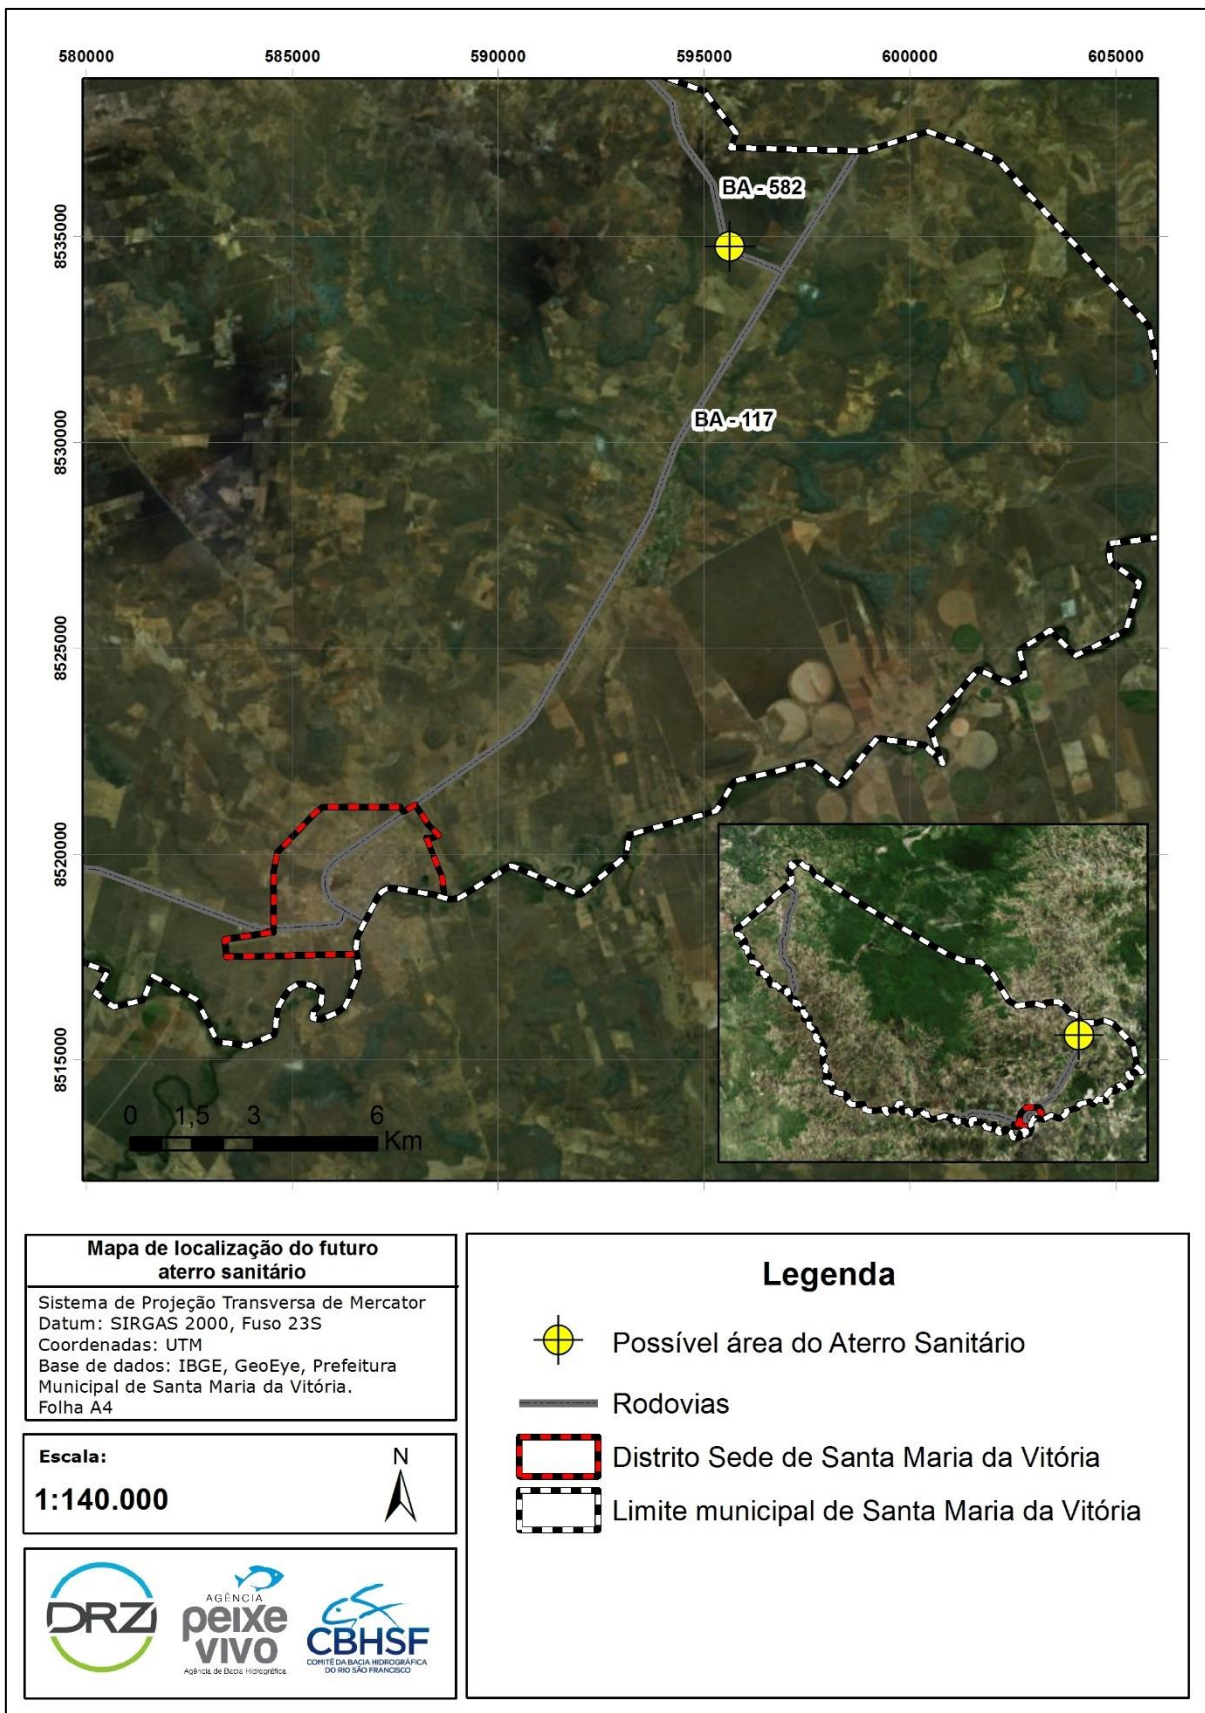 580000 585000 590000 595000 600000 605000
8535000
8530000
8525000
8520000
8515000
BA - 582
BA - 117
0 1,5 3 6
Km
Mapa de localização do futuro
aterro sanitário
Sistema de Projeção Transversa de Mercator
Datum: SIRGAS 2000, Fuso 23S
Coordenadas: UTM
Base de dados: IBGE, GeoEye, Prefeitura
Municipal de Santa Maria da Vitória.
Folha A4
Escala:
1:140.000
N
DRZ
AGÊNCIA
peixe
vivo
Agência de Bacia Hidrográfica
CBHSF
COMITÊ DA BACIA HIDROGRÁFICA
DO RIO SÃO FRANCISCO
Legenda
Possível área do Aterro Sanitário
Rodovias
Distrito Sede de Santa Maria da Vitória
Limite municipal de Santa Maria da Vitória